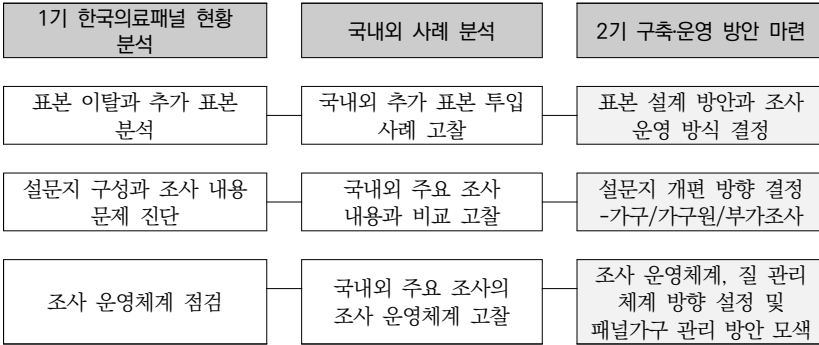 1기 한국의료패널 현황
분석
국내외 사례 분석
2기 구축·운영 방안 마련
표본 이탈과 추가 표본
분석
국내외 추가 표본 투입
사례 고찰
표본 설계 방안과 조사
운영 방식 결정
설문지 구성과 조사 내용
문제 진단
국내외 주요 조사
내용과 비교 고찰
설문지 개편 방향 결정
-가구/가구원/부가조사
조사 운영체계 점검
국내외 주요 조사의
조사 운영체계 고찰
조사 운영체계, 질 관리
체계 방향 설정 및
패널가구 관리 방안 모색